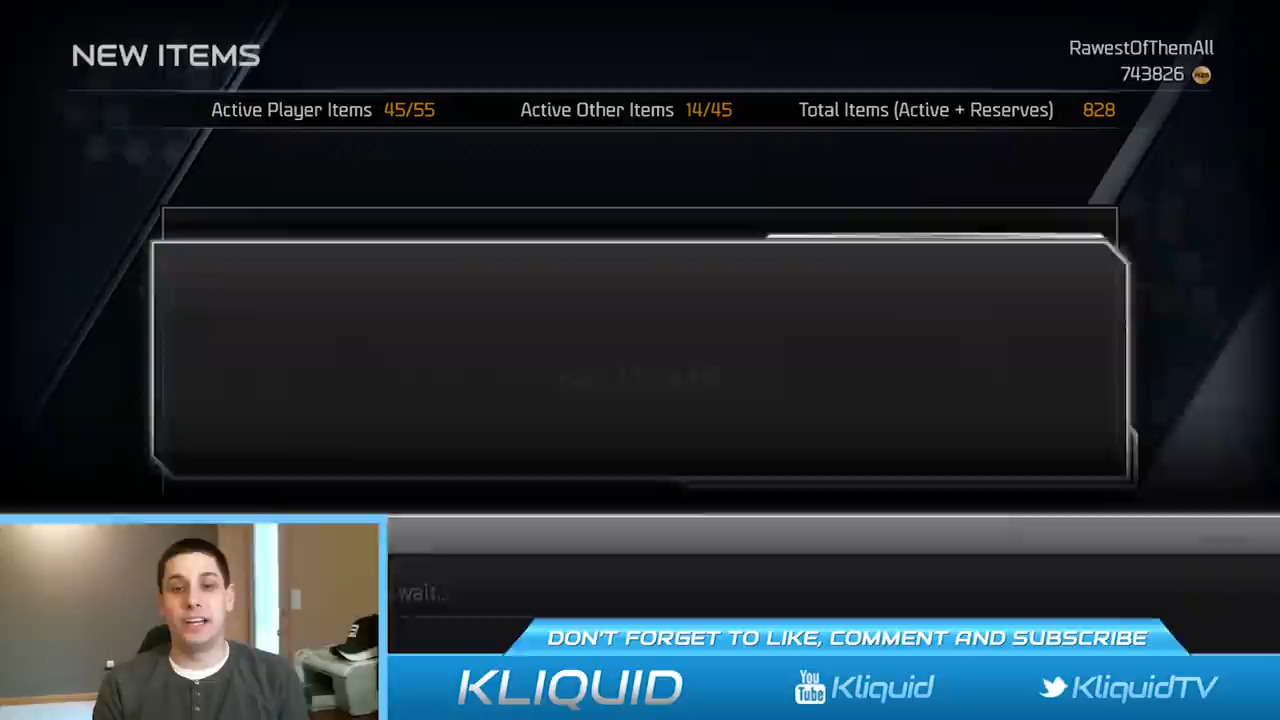 NEW ITEMS
RawestOfThemAll
743826
Active Player Items 45/55 Active Other Items 14/45 Total Items (Active + Reserves) 828
wait...
DON'T FORGET TO LIKE, COMMENT AND SUBSCRIBE
KLIQUID You Tube Kliquid KliquidTV